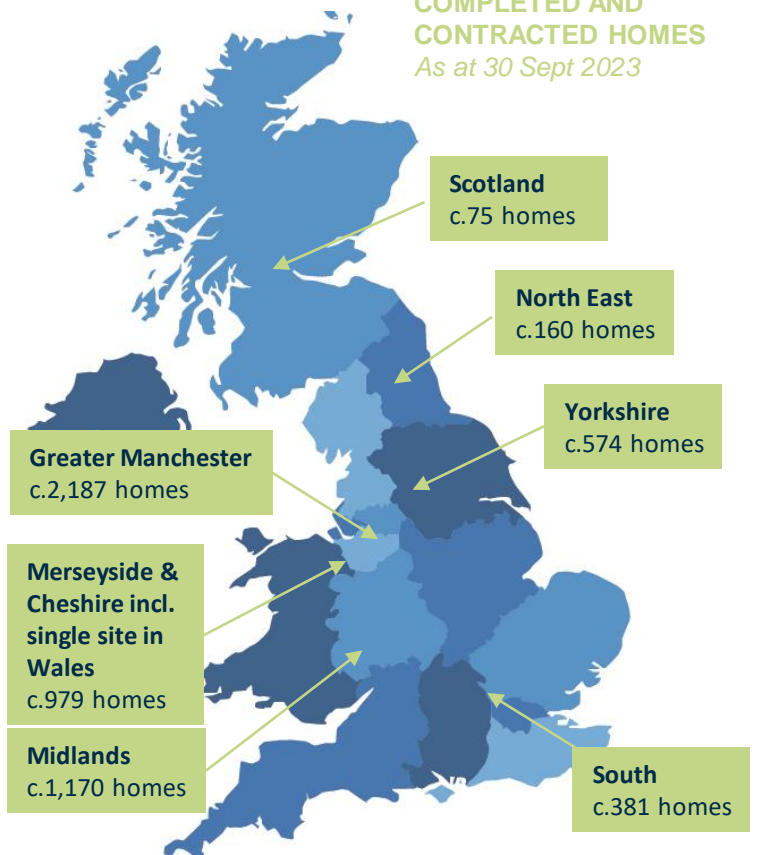 COMPLETED AND
CONTRACTED HOMES
As at 30 Sept 2023
Scotland
c.75 homes
North East
c.160 homes
Yorkshire
c.574 homes
Greater Manchester
c.2,187 homes
Merseyside &
Cheshire incl.
single site in
Wales
c.979 homes
Midlands
c.1,170 homes
South
c.381 homes